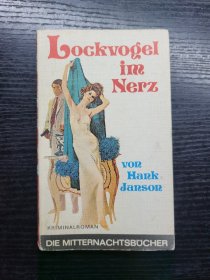 Lockvogel
im
Nerz
von
Hank
Janson
KRIMINALROMAN
DIE MITTERNACHTSBÜCHER